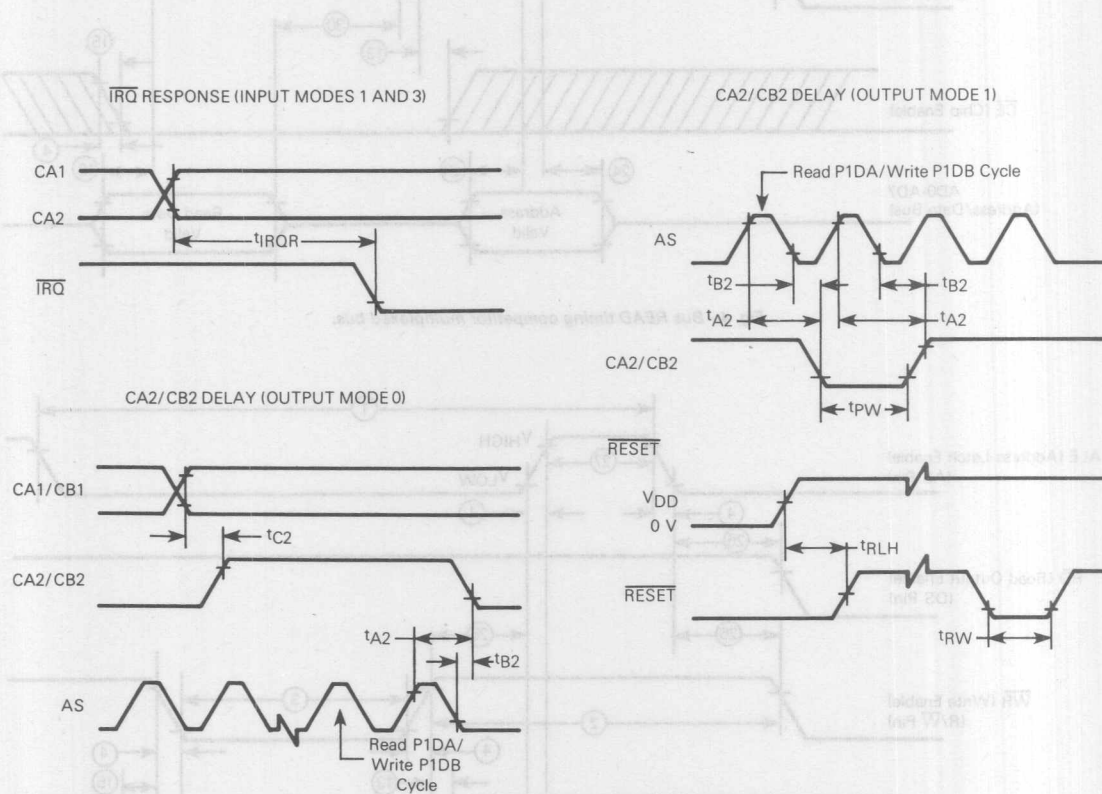 IRQ RESPONSE (INPUT MODES 1 AND 3)
CA1
CA2
tIRQR
IRQ
CA2/CB2 DELAY (OUTPUT MODE 1)
Read P1DA/Write P1DB Cycle
AS
tB2
tB2
tA2
tA2
CA2/CB2
tPW
CA2/CB2 DELAY (OUTPUT MODE 0)
CA1/CB1
tC2
CA2/CB2
tA2
tB2
AS
Read P1DA/
Write P1DB
Cycle
RESET
VDD
0 V
tRLH
RESET
tRW